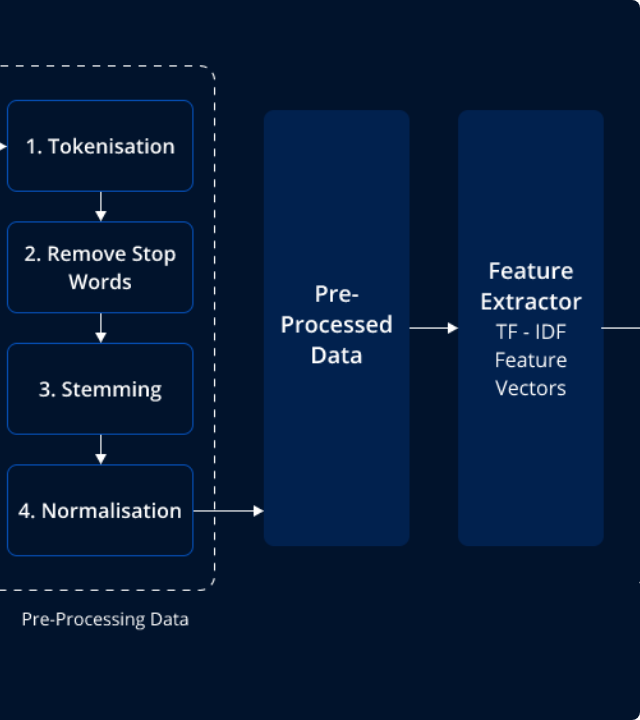 1. Tokenisation
2. Remove Stop
Words
3. Stemming
4. Normalisation
Pre-Processing Data
Pre-
Processed
Data
Feature
Extractor
TF - IDF
Feature
Vectors